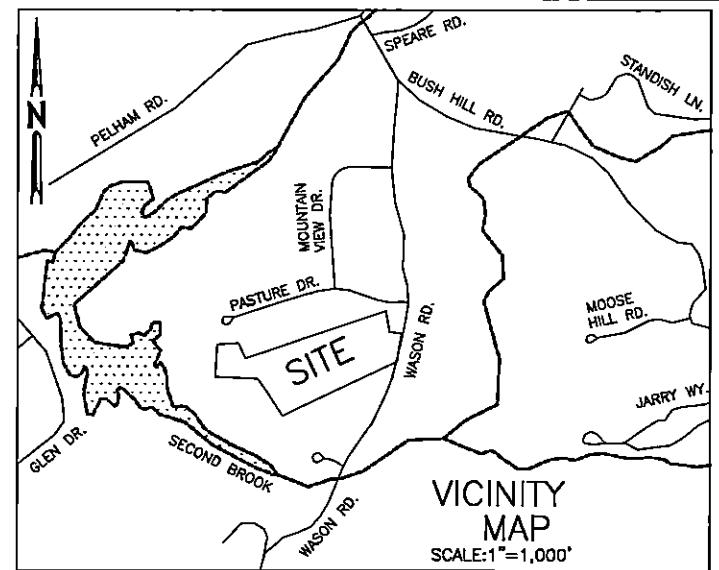 SPEARE RD.
STANDISH LN.
BUSH HILL RD.
PELHAM RD.
N
MOUNTAIN
VIEW DR.
PASTURE DR.
MOOSE
HILL RD.
WASON RD.
SITE
JARRY WY.
GLEN DR.
SECOND BROOK
WASON RD.
VICINITY
MAP
SCALE:1"=1,000'